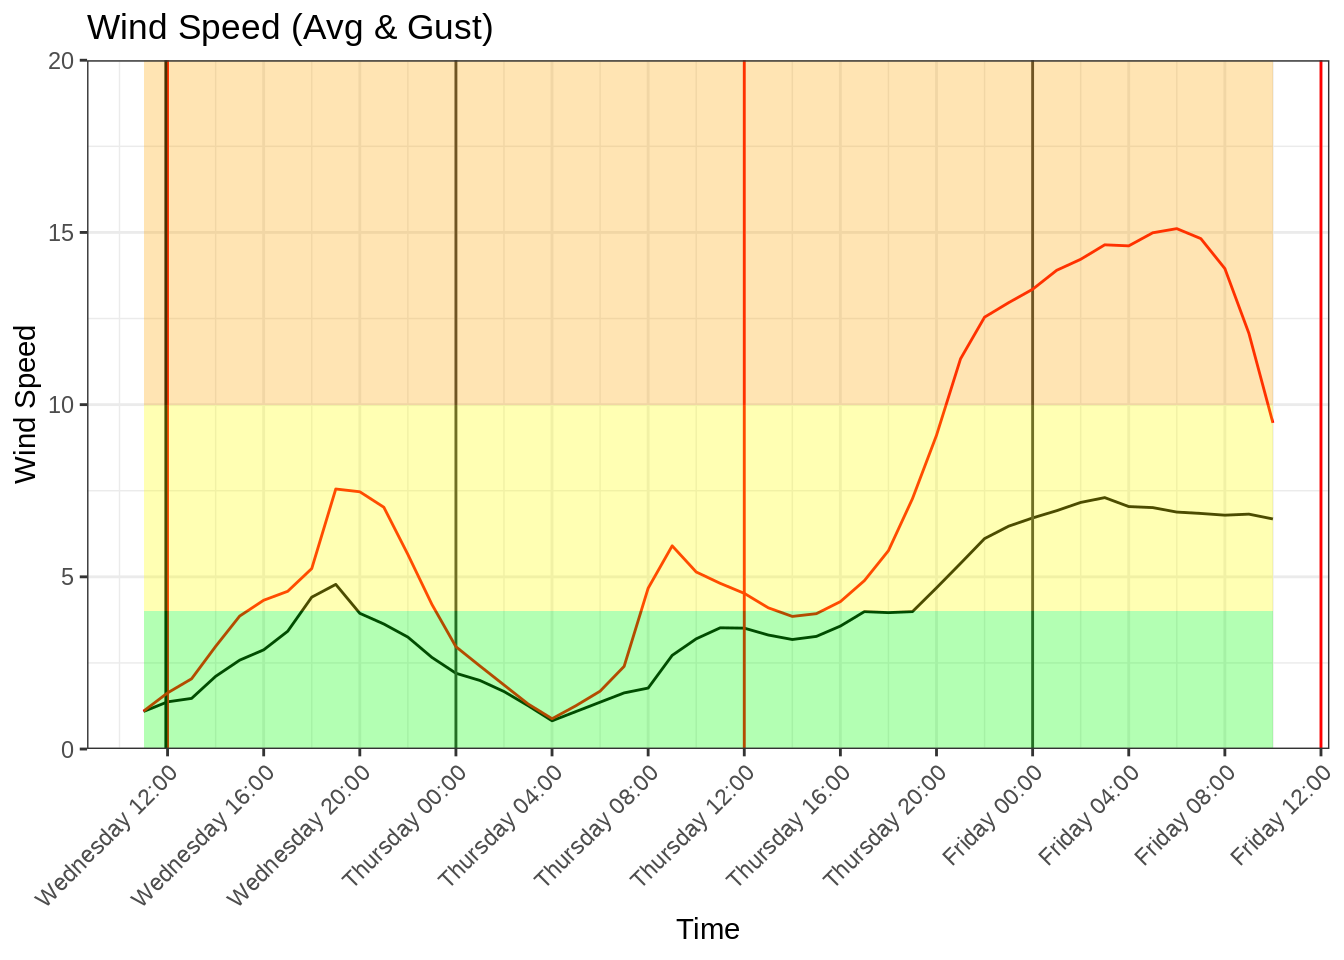 Wind Speed (Avg & Gust)
20
15
10
5
0
Wind Speed
Wednesday 12:00
Wednesday 16:00
Wednesday 20:00
Thursday 00:00
Thursday 04:00
Thursday 08:00
Thursday 12:00
Thursday 16:00
Thursday 20:00
Friday 00:00
Friday 04:00
Friday 08:00
Friday 12:00
Time